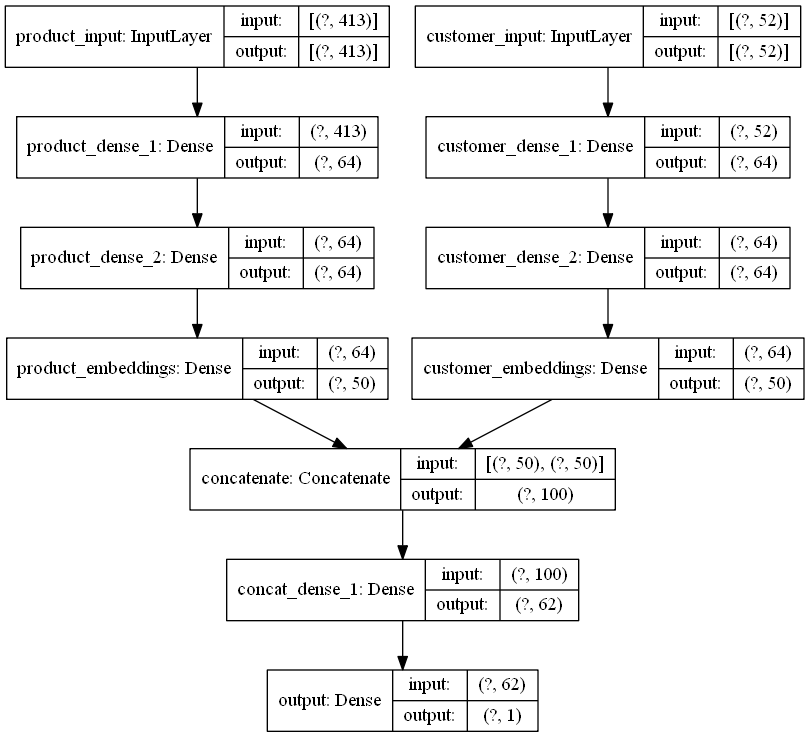 product_input: InputLayer
input: [(?, 413)]
output: [(?, 413)]
customer_input: InputLayer
input: [(?, 52)]
output: [(?, 52)]
product_dense_1: Dense
input: (?, 413)
output: (?, 64)
customer_dense_1: Dense
input: (?, 52)
output: (?, 64)
product_dense_2: Dense
input: (?, 64)
output: (?, 64)
customer_dense_2: Dense
input: (?, 64)
output: (?, 64)
product_embeddings: Dense
input: (?, 64)
output: (?, 50)
customer_embeddings: Dense
input: (?, 64)
output: (?, 50)
concatenate: Concatenate
input: [(?, 50), (?, 50)]
output: (?, 100)
concat_dense_1: Dense
input: (?, 100)
output: (?, 62)
output: Dense
input: (?, 62)
output: (?, 1)